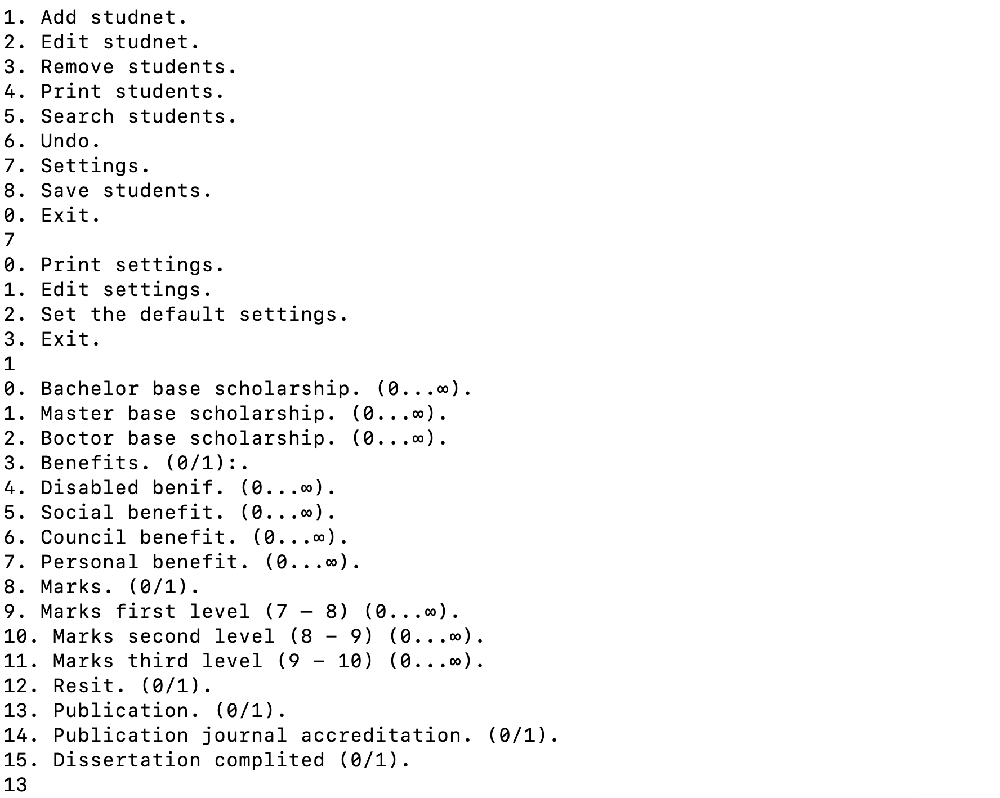 1. Add studnet.
2. Edit studnet.
3. Remove students.
4. Print students.
5. Search students.
6. Undo.
7. Settings.
8. Save students.
0. Exit.
7
0. Print settings.
1. Edit settings.
2. Set the default settings.
3. Exit.
1
0. Bachelor base scholarship. (0...∞).
1. Master base scholarship. (0...∞).
2. Boctor base scholarship. (0...∞).
3. Benefits. (0/1):.
4. Disabled benif. (0...∞).
5. Social benefit. (0...∞).
6. Council benefit. (0...∞).
7. Personal benefit. (0...∞).
8. Marks. (0/1).
9. Marks first level (7 – 8) (0...∞).
10. Marks second level (8 – 9) (0...∞).
11. Marks third level (9 – 10) (0...∞).
12. Resit. (0/1).
13. Publication. (0/1).
14. Publication journal accreditation. (0/1).
15. Dissertation complited (0/1).
13